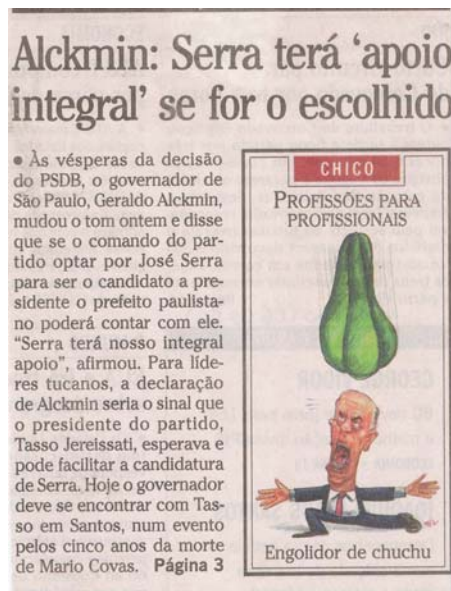 Alckmin: Serra terá ‘apoio
integral’ se for o escolhido
• Às vésperas da decisão
do PSDB, o governador de
São Paulo, Geraldo Alckmin,
mudou o tom ontem e disse
que se o comando do par-
tido optar por José Serra
para ser o candidato a pre-
sidente o prefeito paulista-
no poderá contar com ele.
“Serra terá nosso integral
apoio”, afirmou. Para líde-
res tucanos, a declaração
de Alckmin seria o sinal que
o presidente do partido,
Tasso Jereissati, esperava e
pode facilitar a candidatura
de Serra. Hoje o governador
deve se encontrar com Tas-
so em Santos, num evento
pelos cinco anos da morte
de Mario Covas. Página 3
CHICO
PROFISSÕES PARA
PROFISSIONAIS
Engolidor de chuchu